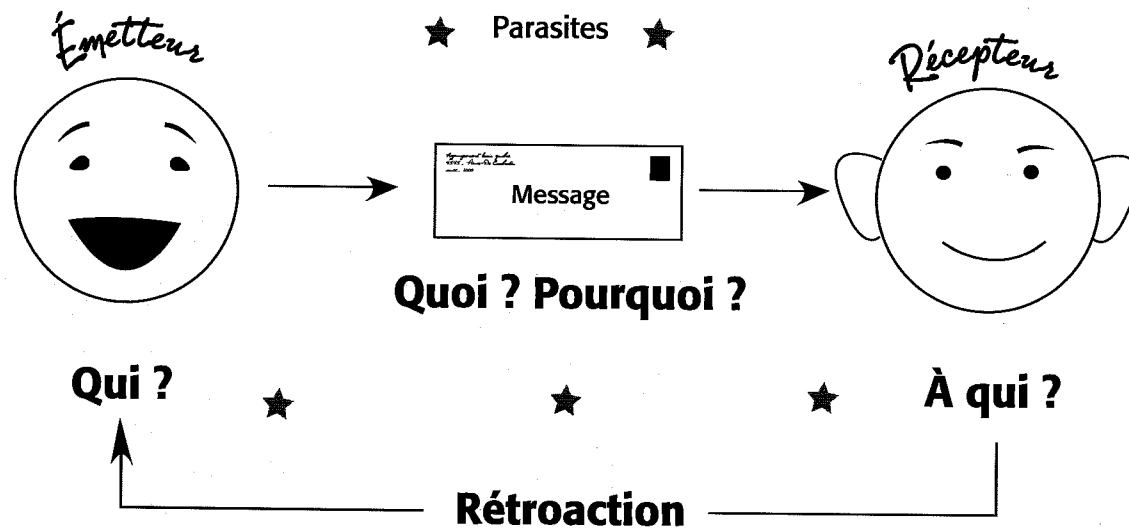 Émetteur
Parasites
Récepteur
Message
Quoi ? Pourquoi ?
Qui ?
À qui ?
Rétroaction